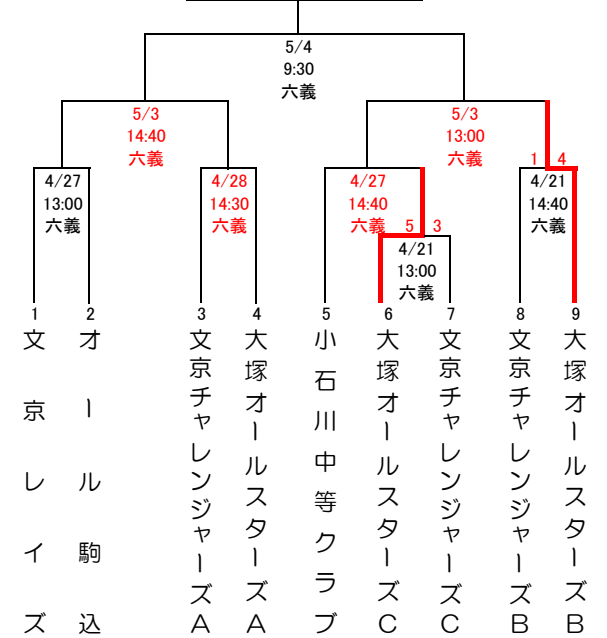 5/4
9:30
六義
5/3
14:40
六義
5/3
13:00
六義
1 4
4/27
13:00
六義
4/28
14:30
六義
4/27
14:40
六義
4/21
14:40
六義
5 3
4/21
13:00
六義
1 2 3 4 5 6 7 8 9
文京レイズ
オール駒込
文京チャレンジャーズA
大塚オールスターズA
小石川中等クラブ
大塚オールスターズC
文京チャレンジャーズC
文京チャレンジャーズB
大塚オールスターズB